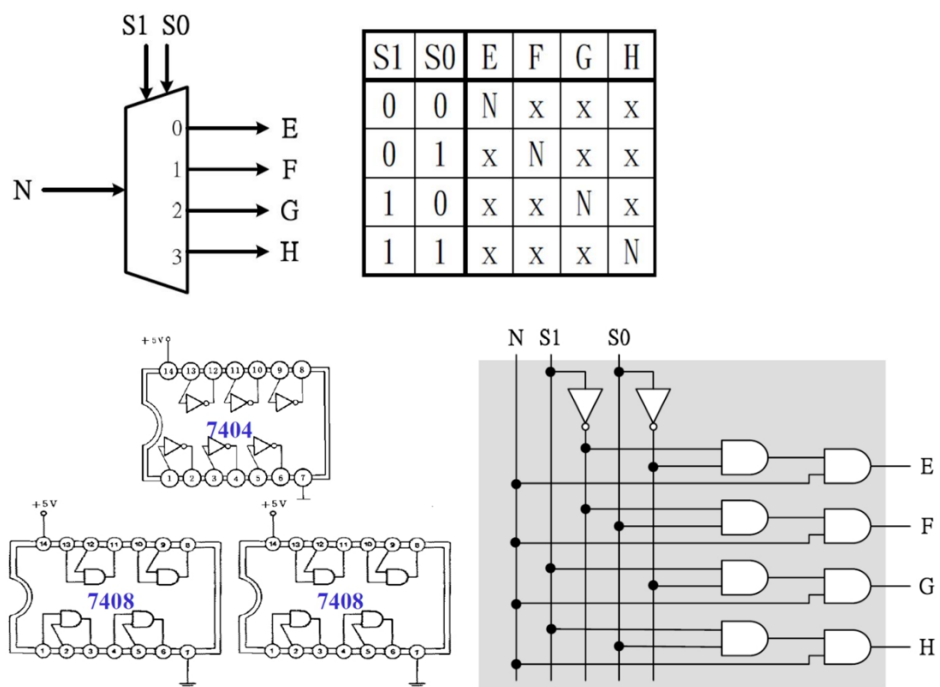 S1 S0
0 E
1 F
N
2 G
3 H
S1 S0 E F G H
0 0 N x x x
0 1 x N x x
1 0 x x N x
1 1 x x x N
+5V
14 13 12 11 10 9 8
7404
1 2 3 4 5 6 7
+5V
14 13 12 11 10 9 8
7408
1 2 3 4 5 6 7
+5V
14 13 12 11 10 9 8
7408
1 2 3 4 5 6 7
N S1 S0
E
F
G
H